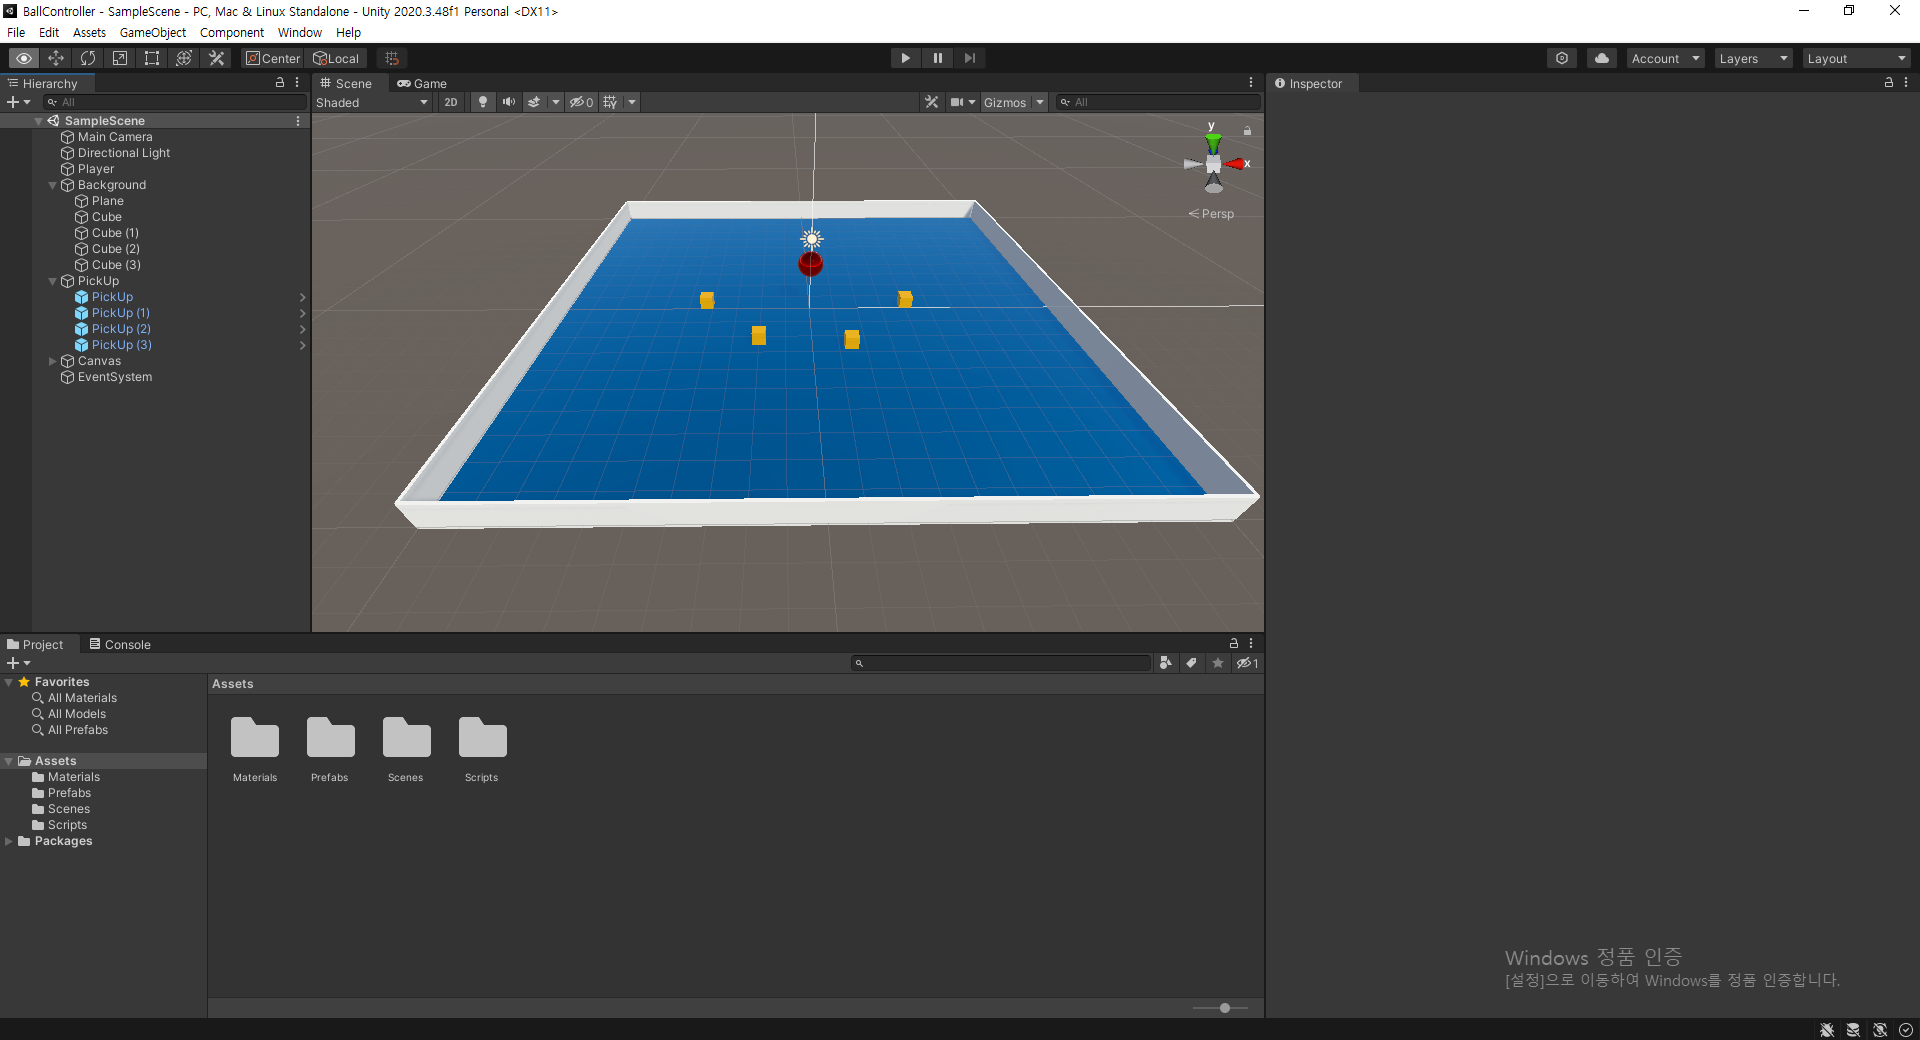 BallController - SampleScene - PC, Mac & Linux Standalone - Unity 2020.3.48f1 Personal <DX11>
File Edit Assets GameObject Component Window Help
Center Local Account Layers Layout
Hierarchy
All
SampleScene
Main Camera
Directional Light
Player
Background
Plane
Cube
Cube (1)
Cube (2)
Cube (3)
PickUp
PickUp
PickUp (1)
PickUp (2)
PickUp (3)
Canvas
EventSystem
Scene Game
Shaded 2D 0 Gizmos All
y
x
Persp
Inspector
Project Console
1
Favorites
All Materials
All Models
All Prefabs
Assets
Materials
Prefabs
Scenes
Scripts
Packages
Assets
Materials Prefabs Scenes Scripts
Windows 정품 인증
[설정]으로 이동하여 Windows를 정품 인증합니다.